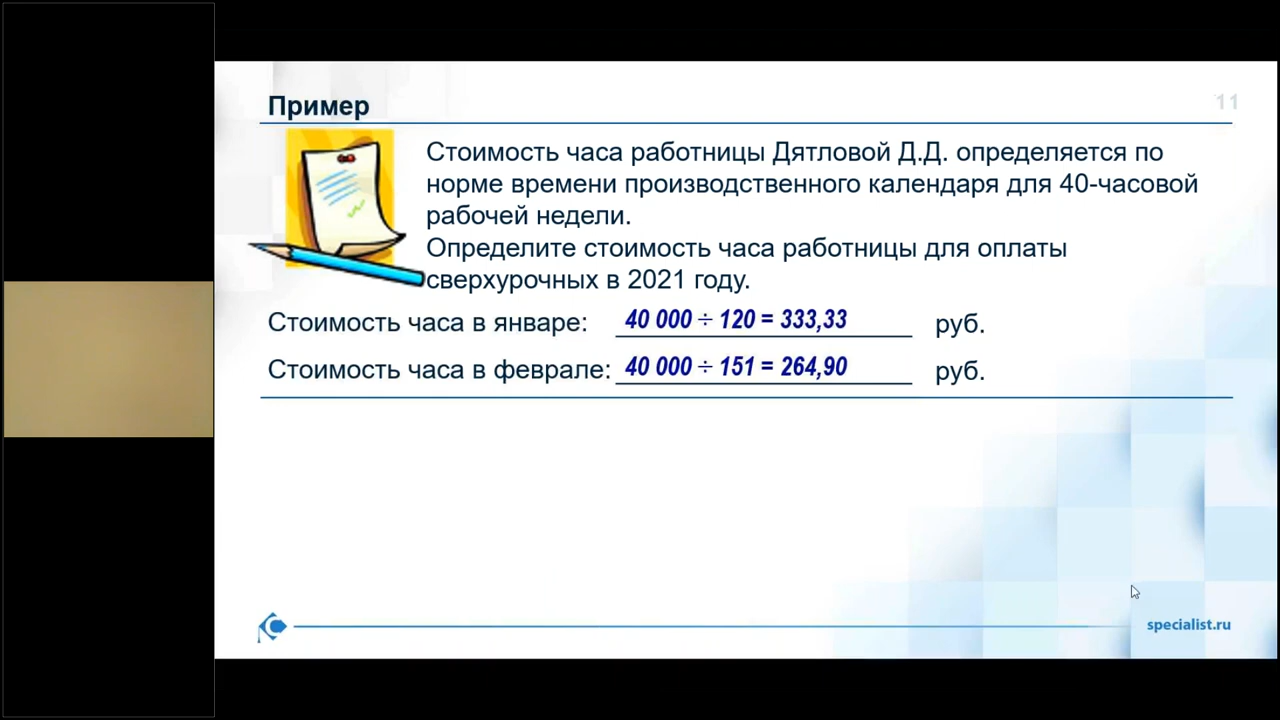 Пример
11
Стоимость часа работницы Дятловой Д.Д. определяется по
норме времени производственного календаря для 40-часовой
рабочей недели.
Определите стоимость часа работницы для оплаты
сверхурочных в 2021 году.
Стоимость часа в январе: 40 000 ÷ 120 = 333,33 руб.
Стоимость часа в феврале: 40 000 ÷ 151 = 264,90 руб.
specialist.ru